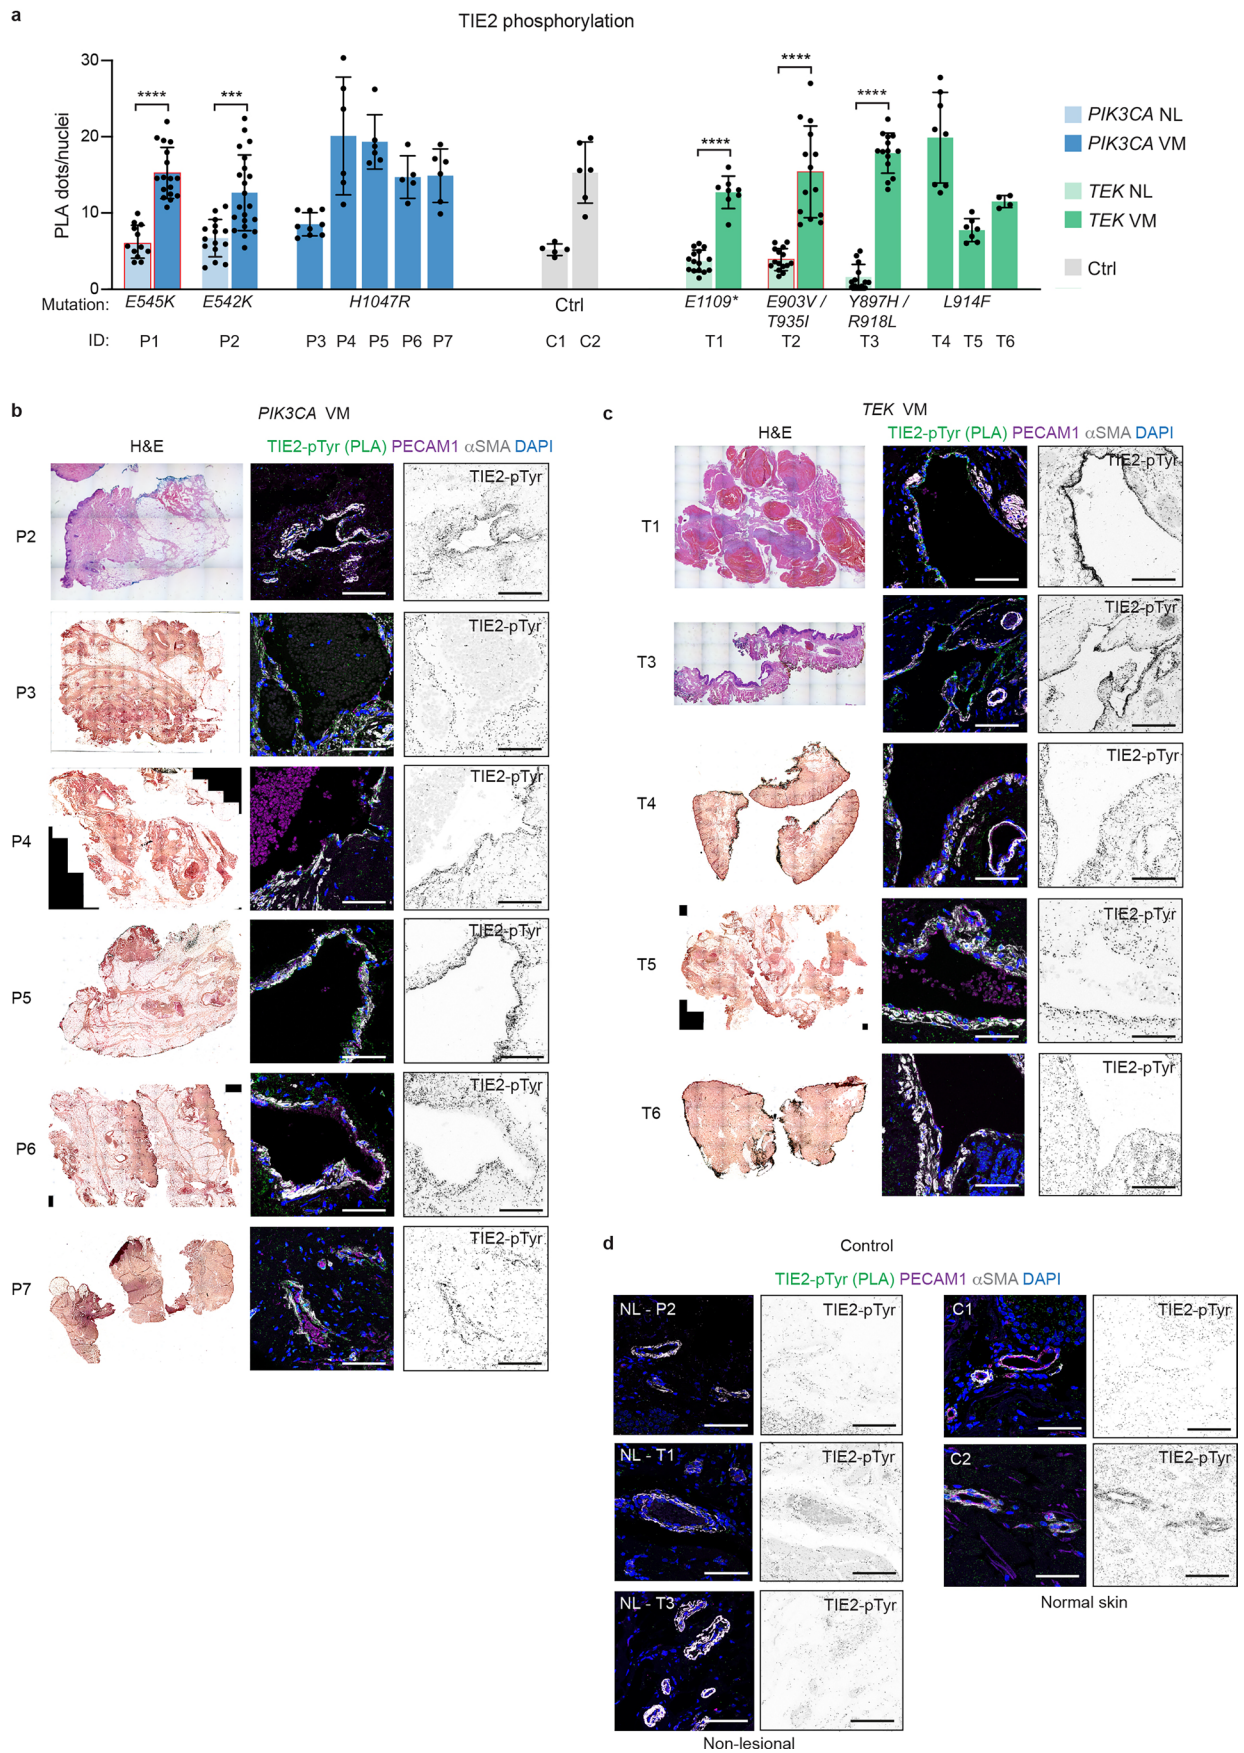 a
TIE2 phosphorylation
PLA dots/nuclei
30
20
10
0
**** *** **** **** ****
PIK3CA NL
PIK3CA VM
TEK NL
TEK VM
Ctrl
Mutation: E545K E542K H1047R Ctrl E1109* E903V / T935I Y897H / R918L L914F
ID: P1 P2 P3 P4 P5 P6 P7 C1 C2 T1 T2 T3 T4 T5 T6
b
PIK3CA VM
H&E TIE2-pTyr (PLA) PECAM1 αSMA DAPI
P2 TIE2-pTyr
P3 TIE2-pTyr
P4 TIE2-pTyr
P5 TIE2-pTyr
P6 TIE2-pTyr
P7 TIE2-pTyr
c
TEK VM
H&E TIE2-pTyr (PLA) PECAM1 αSMA DAPI
T1 TIE2-pTyr
T3 TIE2-pTyr
T4 TIE2-pTyr
T5 TIE2-pTyr
T6 TIE2-pTyr
d
Control
TIE2-pTyr (PLA) PECAM1 αSMA DAPI
NL - P2 TIE2-pTyr
NL - T1 TIE2-pTyr
NL - T3 TIE2-pTyr
Non-lesional
C1 TIE2-pTyr
C2 TIE2-pTyr
Normal skin